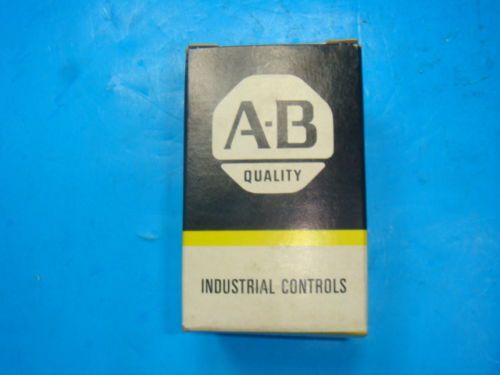 A-B
QUALITY
INDUSTRIAL CONTROLS